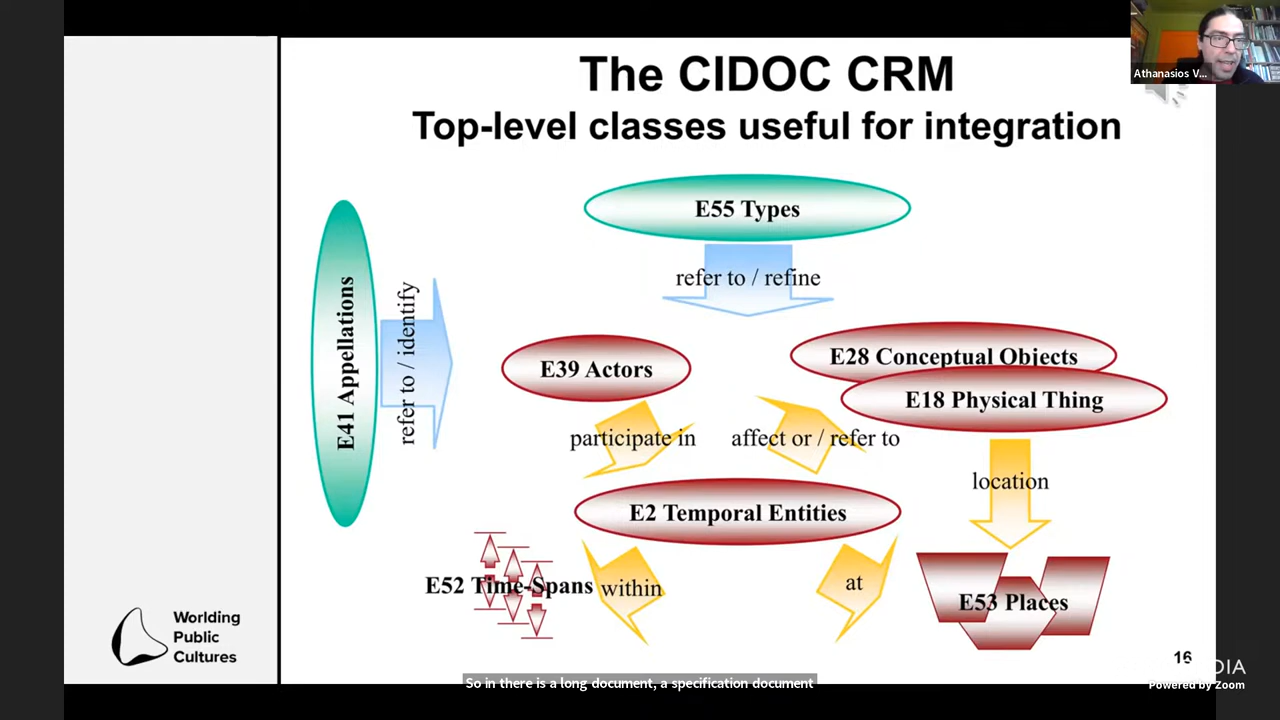 The CIDOC CRM
Top-level classes useful for integration
Athanasios V...
E55 Types
refer to / refine
E41 Appellations
refer to / identify
E39 Actors
E28 Conceptual Objects
E18 Physical Thing
participate in
affect or / refer to
location
E2 Temporal Entities
E52 Time-Spans
within
at
E53 Places
Worlding
Public
Cultures
16
DIA
Powered by Zoom
So in there is a long document, a specification document